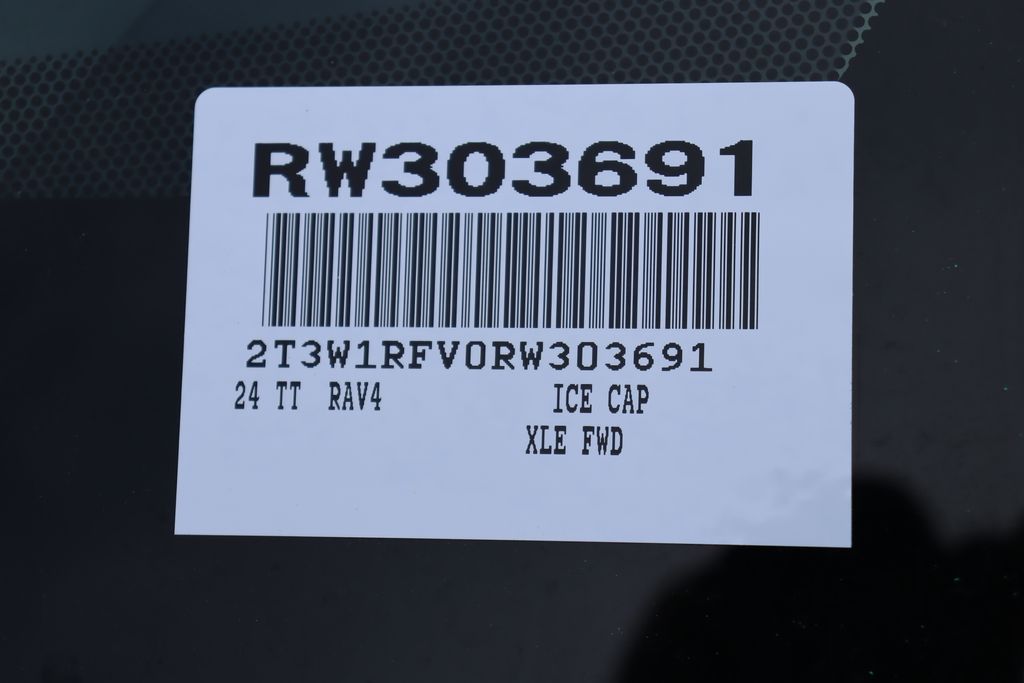 RW303691
2T3W1RFV0RW303691
24 TT RAV4 ICE CAP
XLE FWD